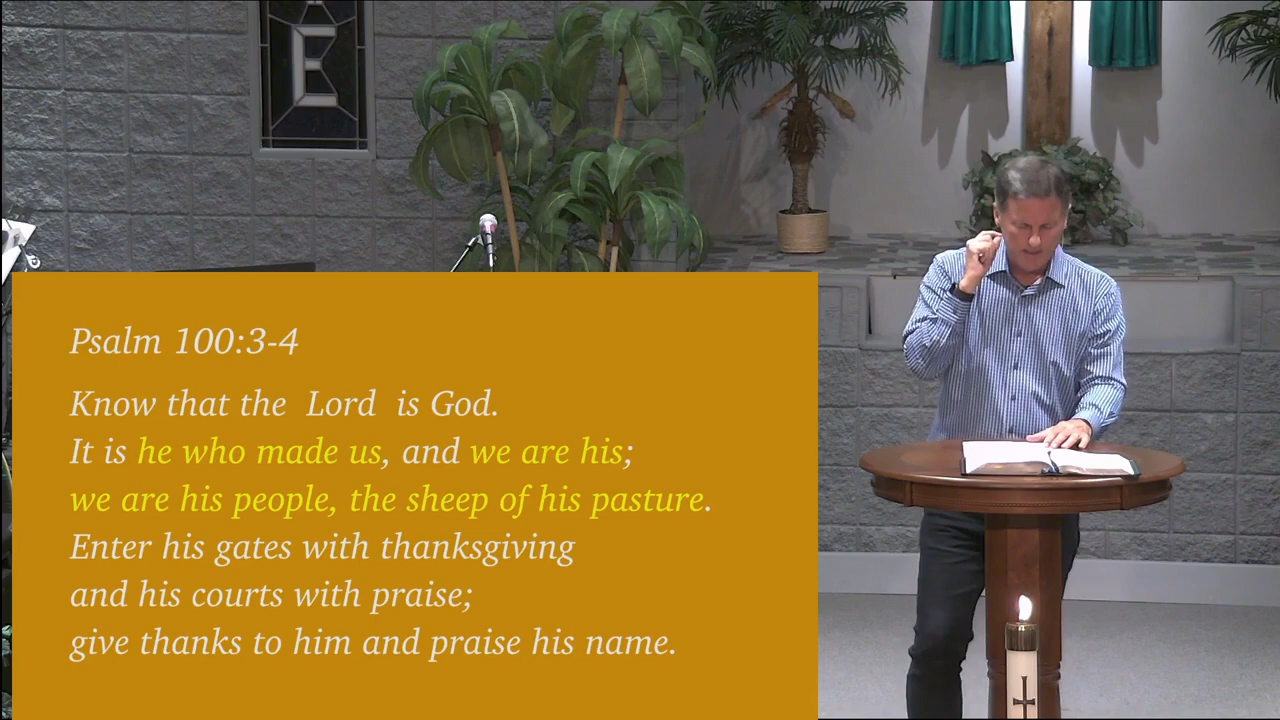 Psalm 100:3-4
Know that the Lord is God.
It is he who made us, and we are his;
we are his people, the sheep of his pasture.
Enter his gates with thanksgiving
and his courts with praise;
give thanks to him and praise his name.